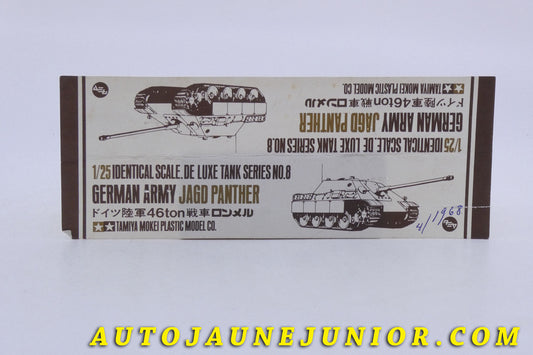 TAMIYA MOKEI PLASTIC MODEL CO.
ドイツ陸軍46ton戦車ロンメル
GERMAN ARMY JAGD PANTHER
1/25 IDENTICAL SCALE. DE LUXE TANK SERIES NO.8
1/25 IDENTICAL SCALE. DE LUXE TANK SERIES NO.8
GERMAN ARMY JAGD PANTHER
ドイツ陸軍46ton戦車ロンメル
TAMIYA MOKEI PLASTIC MODEL CO.
4/1968
AUTOJAUNEJUNIOR.COM